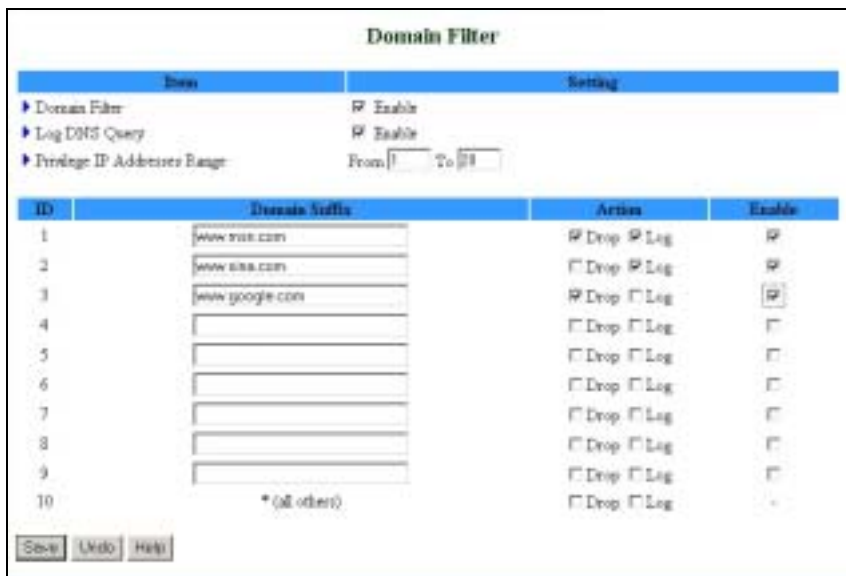 Domain Filter
Item Setting
Domain Filter Enable
Log DNS Query Enable
Privilege IP Addresses Range From 1 To 20
ID Domain Suffix Action Enable
1 www.msn.com Drop Log
2 www.sina.com Drop Log
3 www.google.com Drop Log
4 Drop Log
5 Drop Log
6 Drop Log
7 Drop Log
8 Drop Log
9 Drop Log
10 * (all others) Drop Log -
Save Undo Help